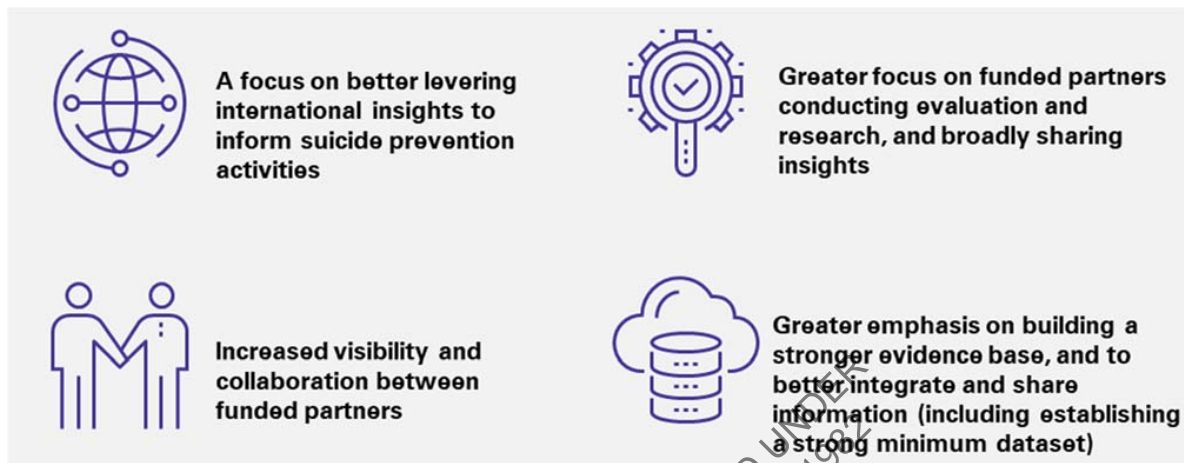 A focus on better levering
international insights to
inform suicide prevention
activities
Greater focus on funded partners
conducting evaluation and
research, and broadly sharing
insights
Increased visibility and
collaboration between
funded partners
Greater emphasis on building a
stronger evidence base, and to
better integrate and share
information (including establishing
a strong minimum dataset)
UNDER
1982